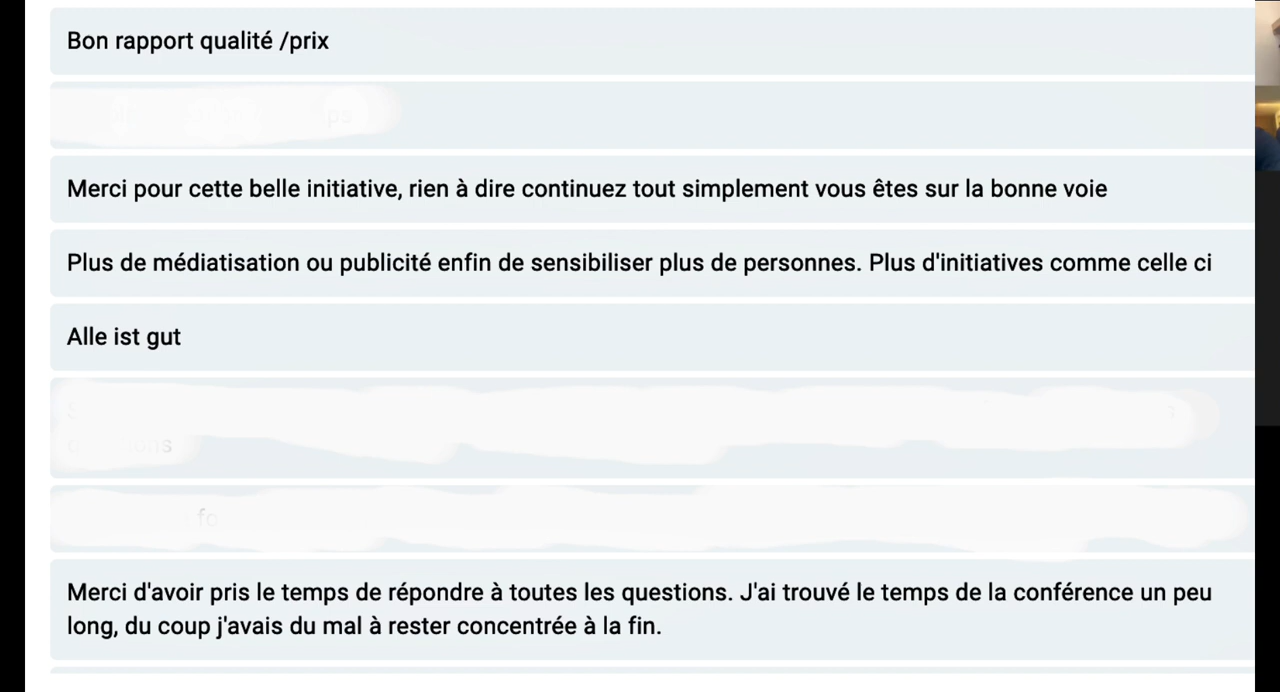 Bon rapport qualité /prix
Merci pour cette belle initiative, rien à dire continuez tout simplement vous êtes sur la bonne voie
Plus de médiatisation ou publicité enfin de sensibiliser plus de personnes. Plus d'initiatives comme celle ci
Alle ist gut
Merci d'avoir pris le temps de répondre à toutes les questions. J'ai trouvé le temps de la conférence un peu
long, du coup j'avais du mal à rester concentrée à la fin.